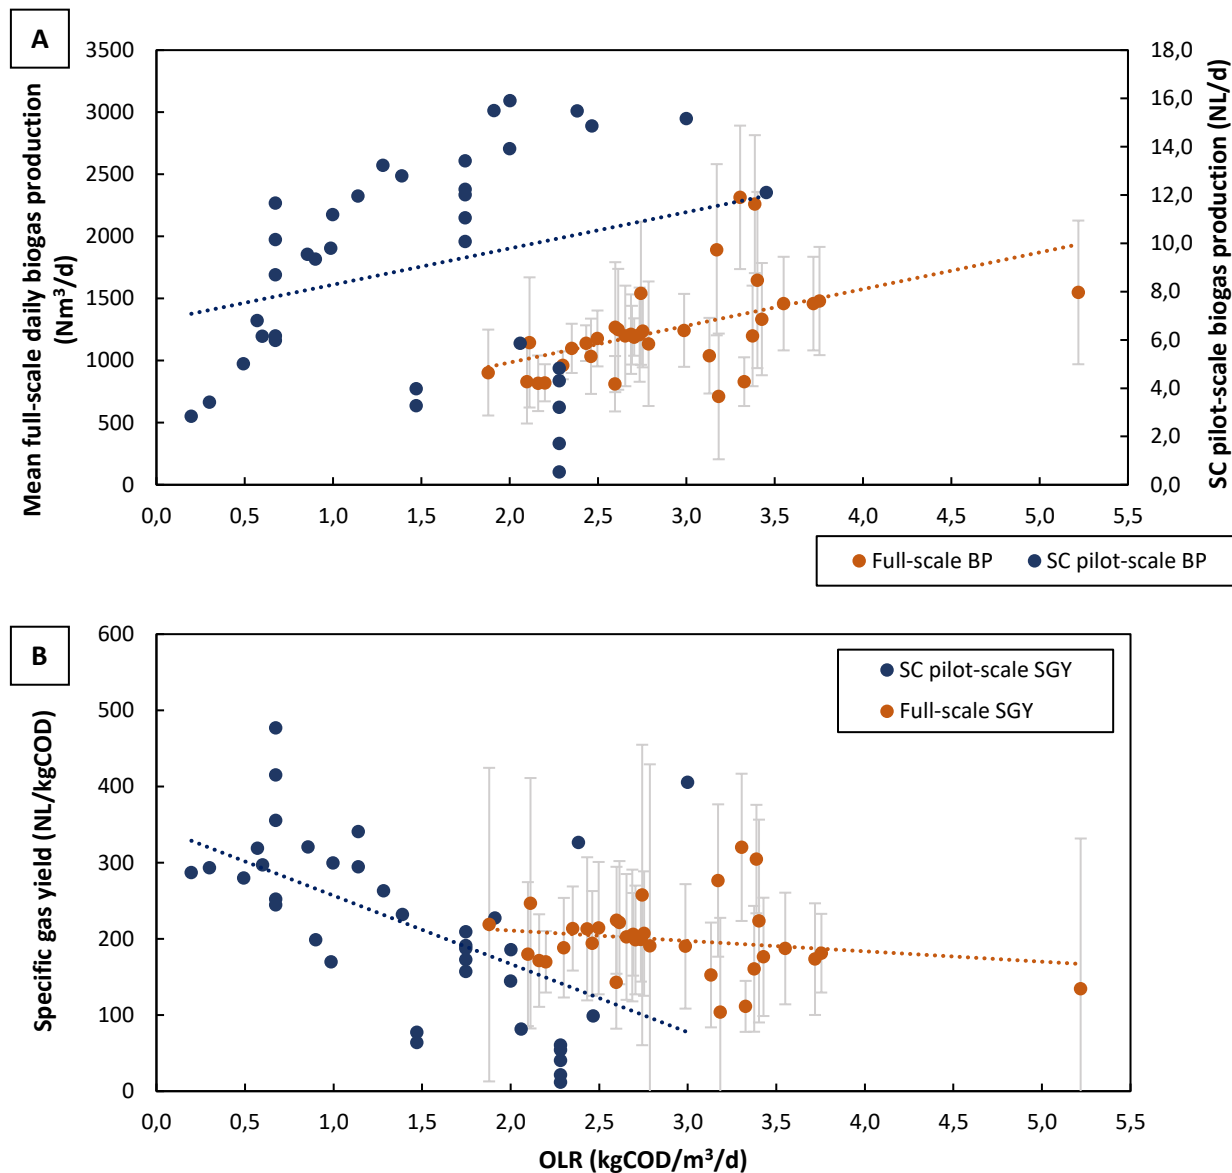 A
Mean full-scale daily biogas production
(Nm³/d)
3500
3000
2500
2000
1500
1000
500
0
18,0
16,0
14,0
12,0
10,0
8,0
6,0
4,0
2,0
0,0
SC pilot-scale biogas production (NL/d)
0,0 0,5 1,0 1,5 2,0 2,5 3,0 3,5 4,0 4,5 5,0 5,5
Full-scale BP SC pilot-scale BP
B
Specific gas yield (NL/kgCOD)
600
500
400
300
200
100
0
SC pilot-scale SGY
Full-scale SGY
0,0 0,5 1,0 1,5 2,0 2,5 3,0 3,5 4,0 4,5 5,0 5,5
OLR (kgCOD/m³/d)